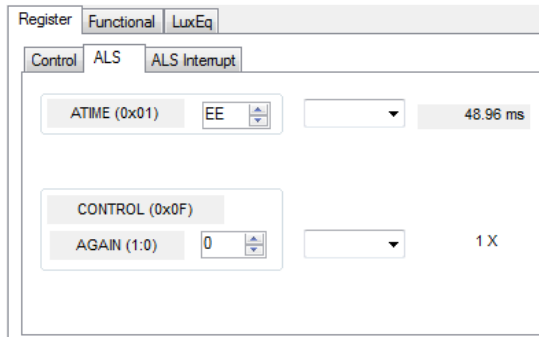 Register Functional LuxEq
Control ALS ALS Interrupt
ATIME (0x01) EE 48.96 ms
CONTROL (0x0F)
AGAIN (1:0) 0 1 X